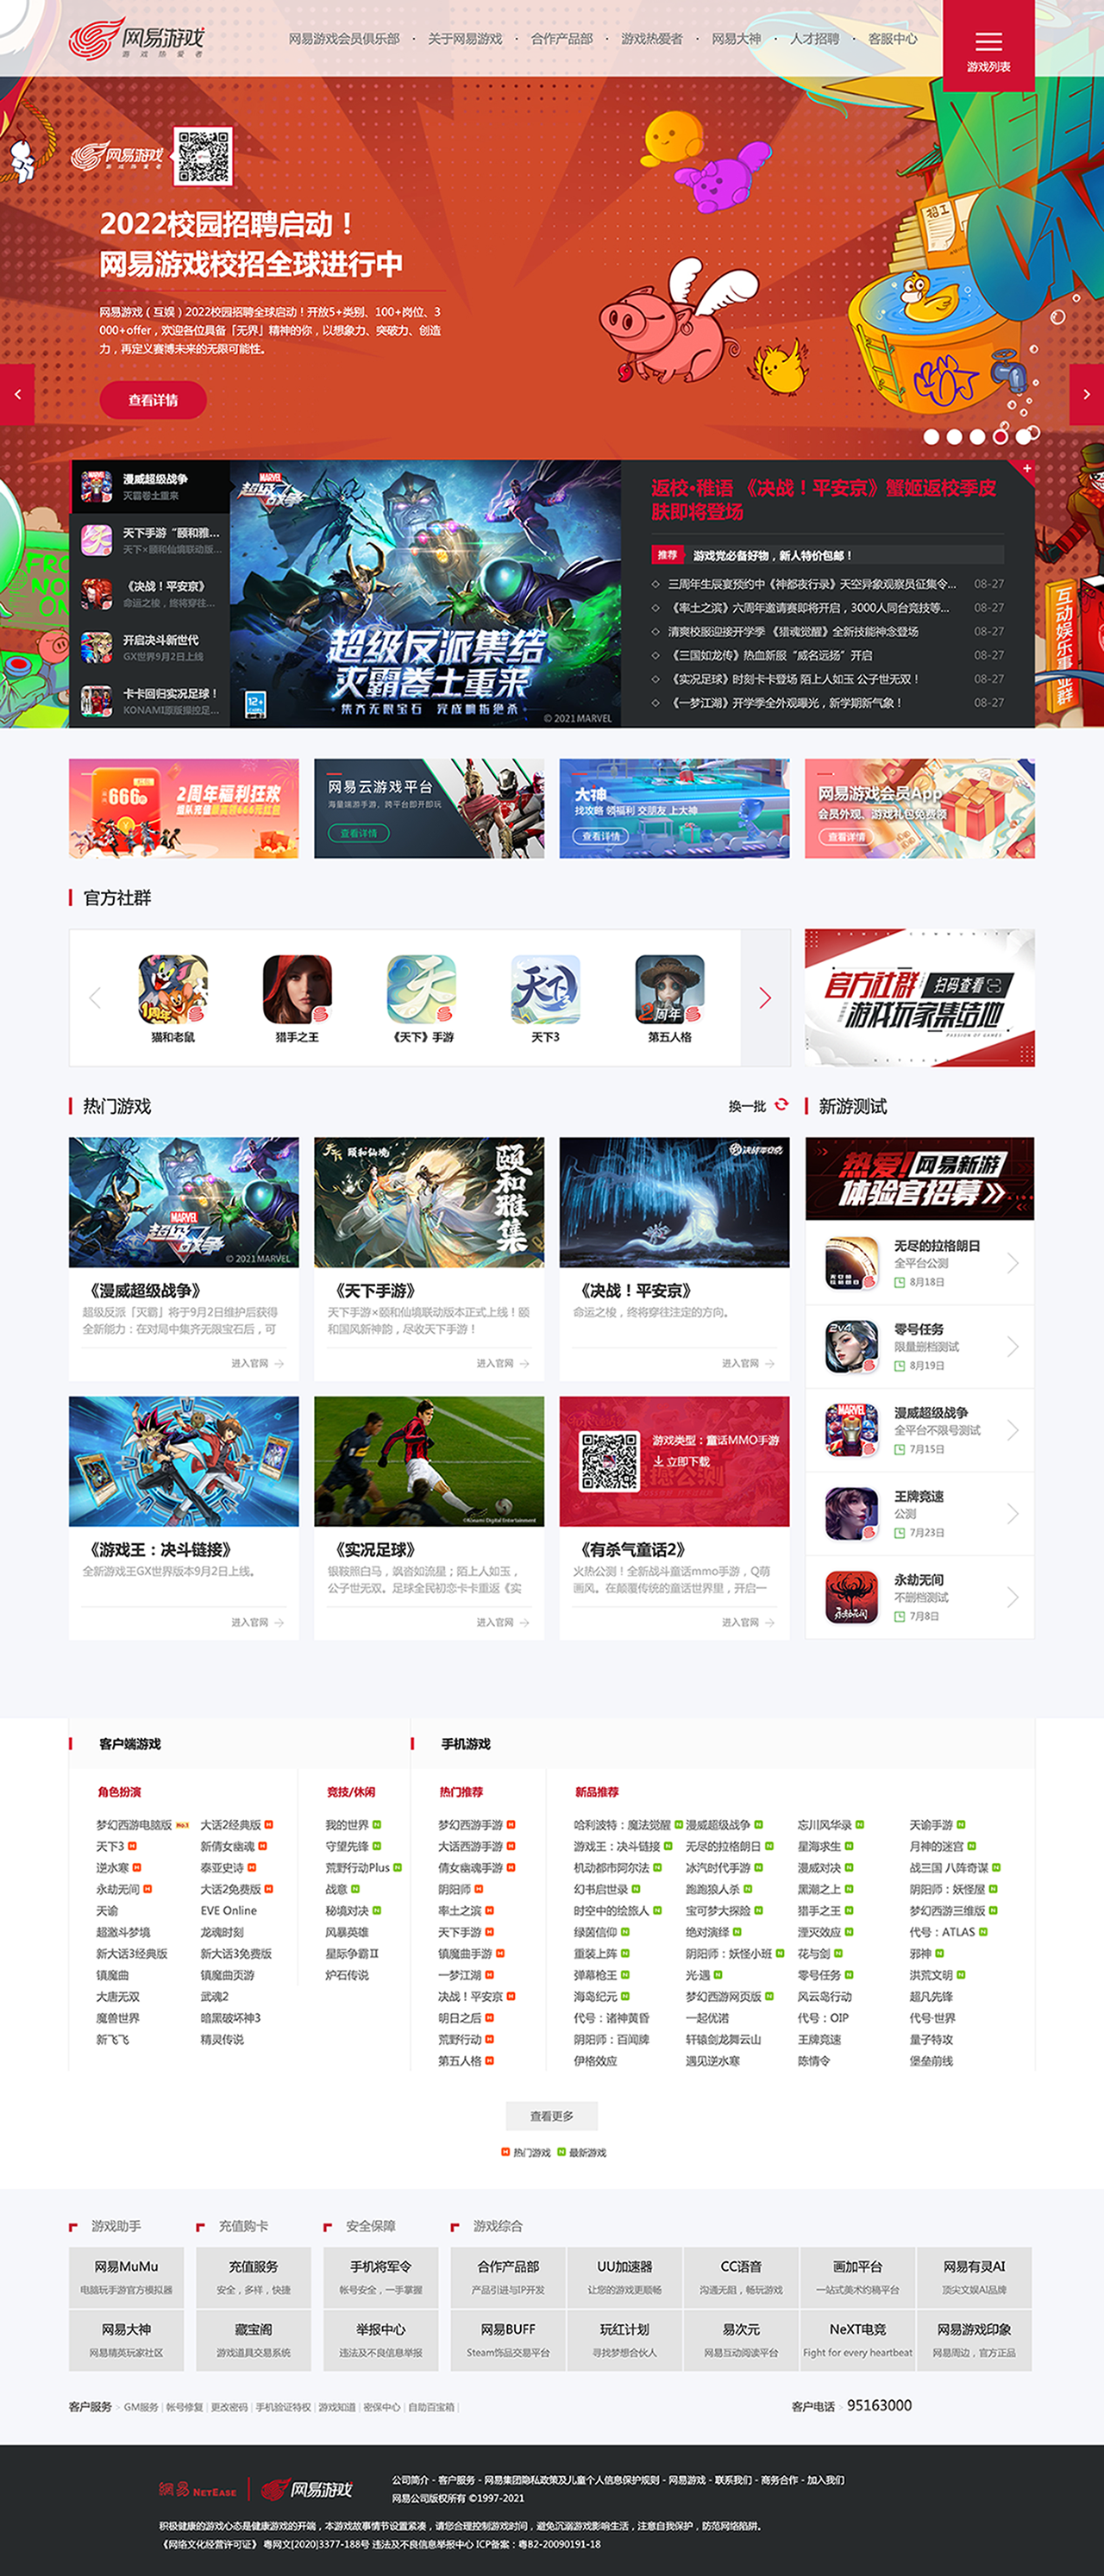 网易游戏
游戏热爱者
网易游戏会员俱乐部 · 关于网易游戏 · 合作产品部 · 游戏热爱者 · 网易大神 · 人才招聘 · 客服中心
游戏列表
网易游戏
游戏热爱者
招工
2022校园招聘启动！
网易游戏校招全球进行中
网易游戏（互娱）2022校园招聘全球启动！开放5+类别、100+岗位、3
000+offer，欢迎各位具备「无界」精神的你，以想象力、突破力、创造
力，再定义赛博未来的无限可能性。
查看详情
互动娱乐事业群
漫威超级战争
灭霸卷土重来
天下手游“颐和雅...
天下×颐和仙境联动版...
《决战！平安京》
命运之梭，终将穿往...
开启决斗新世代
GX世界9月2日上线
卡卡回归实况足球！
KONAMI原版操控足...
MARVEL
超级战争
超级反派集结
灭霸卷土重来
集齐无限宝石 完成响指绝杀
12+
© 2021 MARVEL
返校·稚语 《决战！平安京》蟹姬返校季皮
肤即将登场
推荐 游戏党必备好物，新人特价包邮！
三周年生辰宴预约中《神都夜行录》天空异象观察员征集令... 08-27
《率土之滨》六周年邀请赛即将开启，3000人同台竞技等... 08-27
清爽校服迎接开学季 《猎魂觉醒》全新技能神念登场 08-27
《三国如龙传》热血新服“威名远扬”开启 08-27
《实况足球》时刻卡卡登场 陌上人如玉 公子世无双！ 08-27
《一梦江湖》开学季全外观曝光，新学期新气象！ 08-27
666
2周年福利狂欢
网易云游戏平台
海量端游手游，跨平台即开即玩
查看详情
大神
找攻略 领福利 交朋友 上大神
查看详情
网易游戏会员App
会员外观、游戏礼包免费领
查看详情
官方社群
猫和老鼠
猎手之王
《天下》手游
天下3
第五人格
官方社群 扫码查看
游戏玩家集结地
PASSION OF GAMES
热门游戏
换一批
新游测试
MARVEL
超级战争
© 2021 MARVEL
颐和仙境
颐和雅集
决战平安京
热爱！网易新游
体验官招募
《漫威超级战争》
超级反派「灭霸」将于9月2日维护后获得
全新能力：在对局中集齐无限宝石后，可
进入官网
《天下手游》
天下手游×颐和仙境联动版本正式上线！颐
和国风新神韵，尽收天下手游！
进入官网
《决战！平安京》
命运之梭，终将穿往注定的方向。
进入官网
无尽的拉格朗日
全平台公测
8月18日
零号任务
限量删档测试
8月19日
漫威超级战争
全平台不限号测试
7月15日
王牌竞速
公测
7月23日
永劫无间
不删档测试
7月8日
©Konami Digital Entertainment
游戏类型：童话MMO手游
立即下载
《游戏王：决斗链接》
全新游戏王GX世界版本9月2日上线。
进入官网
《实况足球》
银鞍照白马，飒沓如流星；陌上人如玉，
公子世无双。足球全民初恋卡卡重返《实
进入官网
《有杀气童话2》
火热公测！全新战斗童话mmo手游，Q萌
画风。在颠覆传统的童话世界里，开启一
进入官网
客户端游戏 手机游戏
角色扮演 竞技/休闲 热门推荐 新品推荐
梦幻西游电脑版 No.1 大话2经典版 H 我的世界 N 梦幻西游手游 H 哈利波特：魔法觉醒 N 漫威超级战争 N 忘川风华录 N 天谕手游 N
天下3 H 新倩女幽魂 H 守望先锋 N 大话西游手游 H 游戏王：决斗链接 N 无尽的拉格朗日 N 星海求生 N 月神的迷宫 N
逆水寒 H 泰亚史诗 H 荒野行动Plus N 倩女幽魂手游 H 机动都市阿尔法 N 冰汽时代手游 N 漫威对决 N 战三国 八阵奇谋 N
永劫无间 H 大话2免费版 H 战意 N 阴阳师 H 幻书启世录 N 跑跑狼人杀 N 黑潮之上 N 阴阳师：妖怪屋 N
天谕 EVE Online 秘境对决 N 率土之滨 H 时空中的绘旅人 N 宝可梦大探险 N 猎手之王 N 梦幻西游三维版 N
超激斗梦境 龙魂时刻 风暴英雄 天下手游 H 绿茵信仰 N 绝对演绎 N 湮灭效应 N 代号：ATLAS N
新大话3经典版 新大话3免费版 星际争霸Ⅱ 镇魔曲手游 H 重装上阵 N 阴阳师：妖怪小班 N 花与剑 N 邪神 N
镇魔曲 镇魔曲页游 炉石传说 一梦江湖 H 弹幕枪王 N 光·遇 N 零号任务 N 洪荒文明 N
大唐无双 武魂2 决战！平安京 H 海岛纪元 N 梦幻西游网页版 N 风云岛行动 超凡先锋
魔兽世界 暗黑破坏神3 明日之后 H 代号：诸神黄昏 一起优诺 代号：OIP 代号·世界
新飞飞 精灵传说 荒野行动 H 阴阳师：百闻牌 轩辕剑龙舞云山 王牌竞速 量子特攻
第五人格 H 伊格效应 遇见逆水寒 陈情令 堡垒前线
查看更多
H 热门游戏 N 最新游戏
游戏助手 充值购卡 安全保障 游戏综合
网易MuMu 充值服务 手机将军令 合作产品部 UU加速器 CC语音 画加平台 网易有灵AI
电脑玩手游官方模拟器 安全，多样，快捷 帐号安全，一手掌握 产品引进与IP开发 让您的游戏更顺畅 沟通无阻，畅玩游戏 一站式美术约稿平台 顶尖文娱AI品牌
网易大神 藏宝阁 举报中心 网易BUFF 玩红计划 易次元 NeXT电竞 网易游戏印象
网易精英玩家社区 游戏道具交易系统 违法及不良信息举报 Steam饰品交易平台 寻找梦想合伙人 网易互动阅读平台 Fight for every heartbeat 网易周边，官方正品
客户服务 > GM服务 | 帐号修复 | 更改密码 | 手机验证特权 | 游戏知道 | 密保中心 | 自助百宝箱 | 客户电话 > 95163000
網易 NETEASE 网易游戏
公司简介 - 客户服务 - 网易集团隐私政策及儿童个人信息保护规则 - 网易游戏 - 联系我们 - 商务合作 - 加入我们
网易公司版权所有 ©1997-2021
积极健康的游戏心态是健康游戏的开端，本游戏故事情节设置紧凑，请您合理控制游戏时间，避免沉溺游戏影响生活，注意自我保护，防范网络陷阱。
《网络文化经营许可证》 粤网文[2020]3377-188号 违法及不良信息举报中心 ICP备案：粤B2-20090191-18